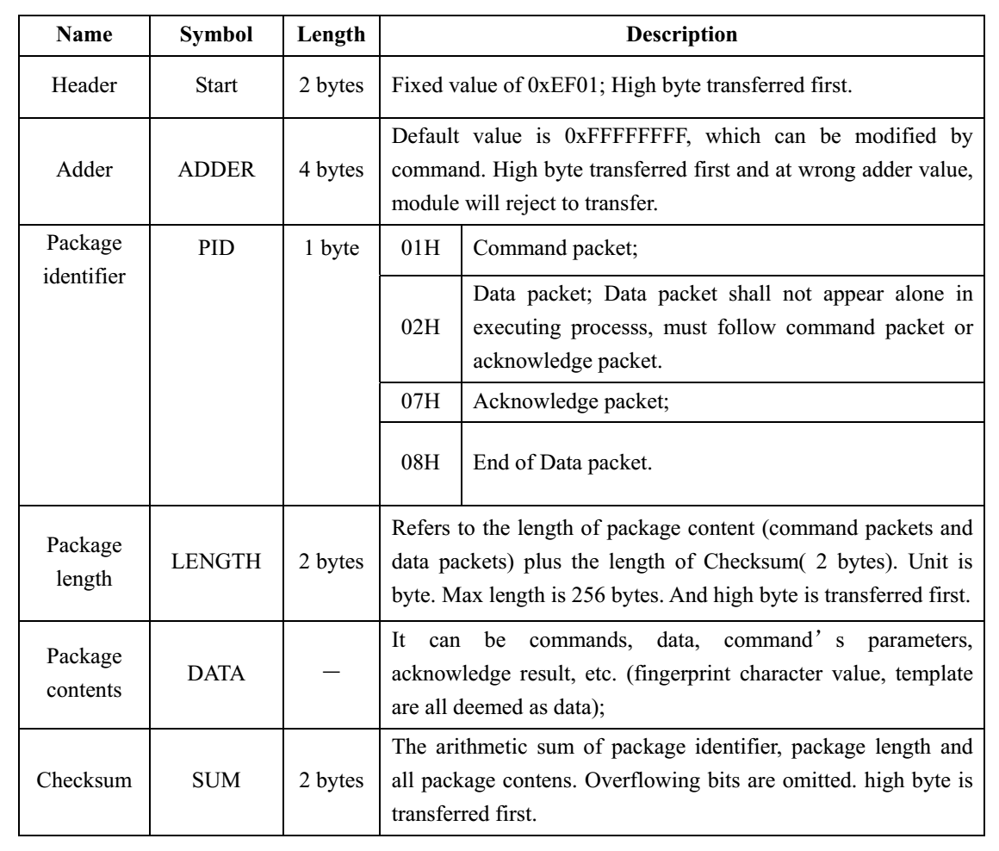 Name Symbol Length Description
Header Start 2 bytes Fixed value of 0xEF01; High byte transferred first.
Adder ADDER 4 bytes
Default value is 0xFFFFFFFF, which can be modified by
command. High byte transferred first and at wrong adder value,
module will reject to transfer.
Package
identifier
PID 1 byte
01H Command packet;
02H
Data packet; Data packet shall not appear alone in
executing processs, must follow command packet or
acknowledge packet.
07H Acknowledge packet;
08H End of Data packet.
Package
length
LENGTH 2 bytes
Refers to the length of package content (command packets and
data packets) plus the length of Checksum( 2 bytes). Unit is
byte. Max length is 256 bytes. And high byte is transferred first.
Package
contents
DATA —
It can be commands, data, command’s parameters,
acknowledge result, etc. (fingerprint character value, template
are all deemed as data);
Checksum SUM 2 bytes
The arithmetic sum of package identifier, package length and
all package contens. Overflowing bits are omitted. high byte is
transferred first.